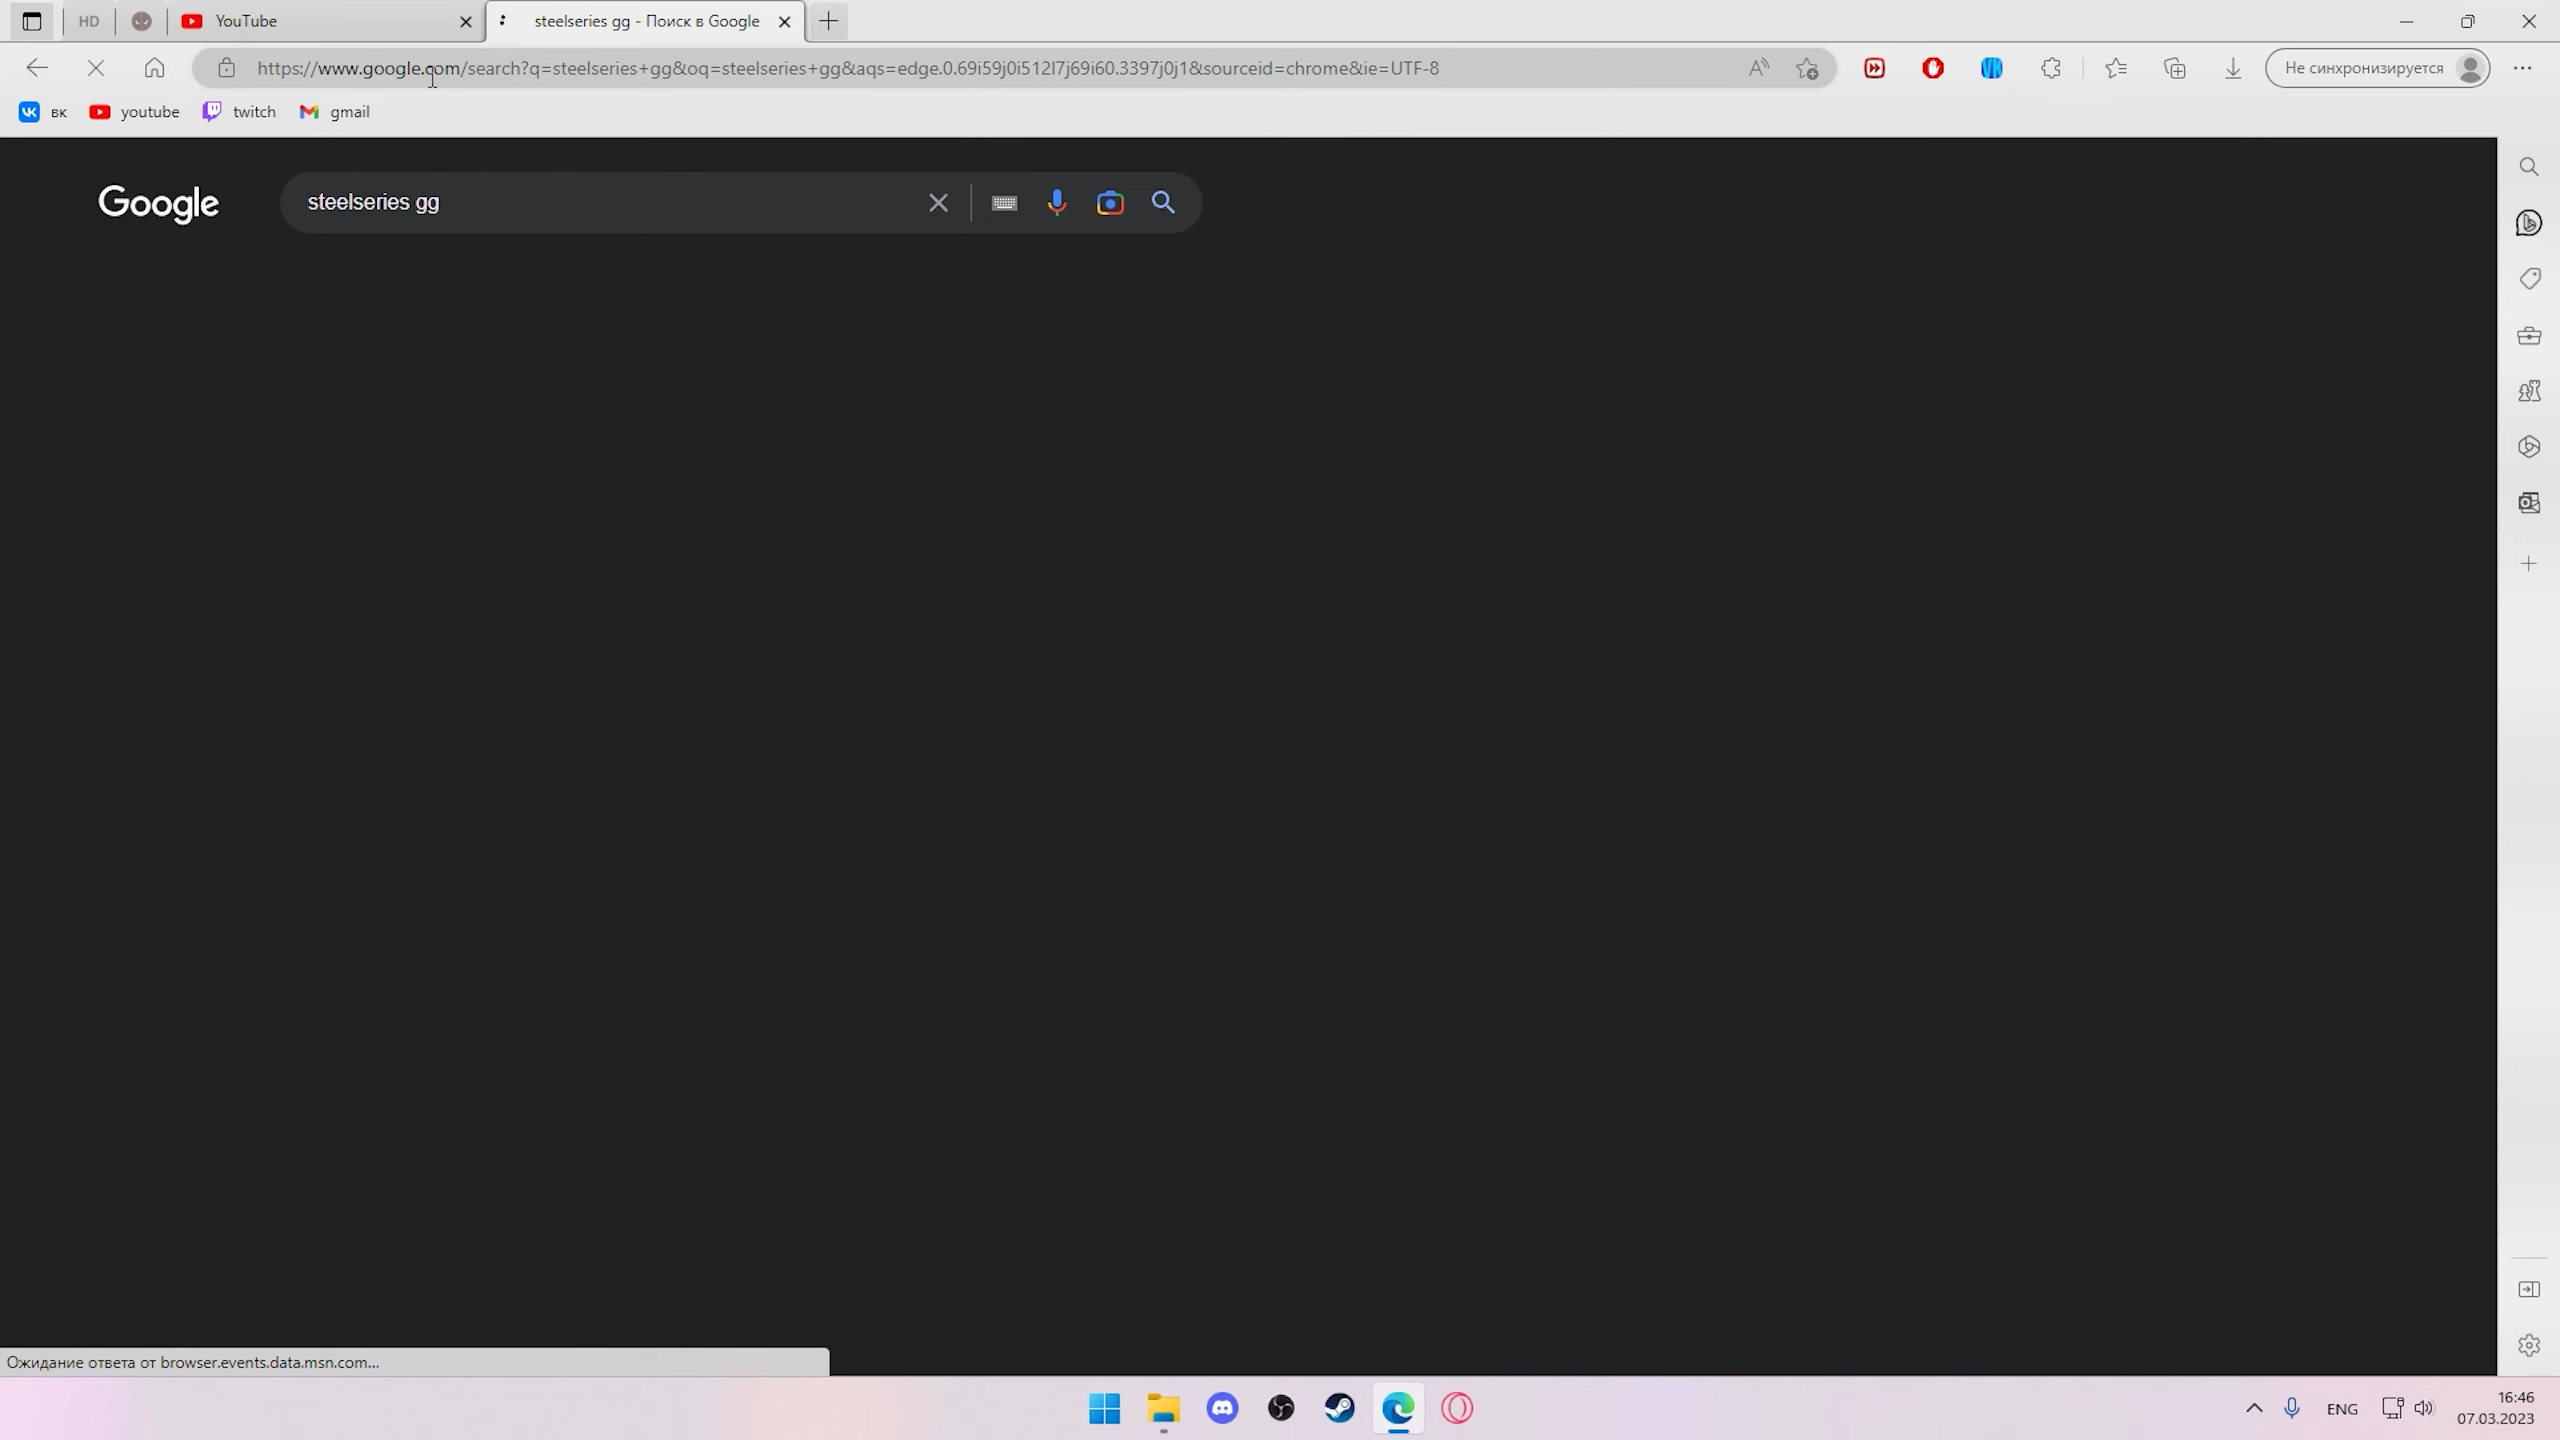 HD
YouTube
steelseries gg - Поиск в Google
https://www.google.com/search?q=steelseries+gg&oq=steelseries+gg&aqs=edge.0.69i59j0i512l7j69i60.3397j0j1&sourceid=chrome&ie=UTF-8
Не синхронизируется
вк
youtube
twitch
gmail
Google
steelseries gg
Ожидание ответа от browser.events.data.msn.com...
ENG
16:46
07.03.2023